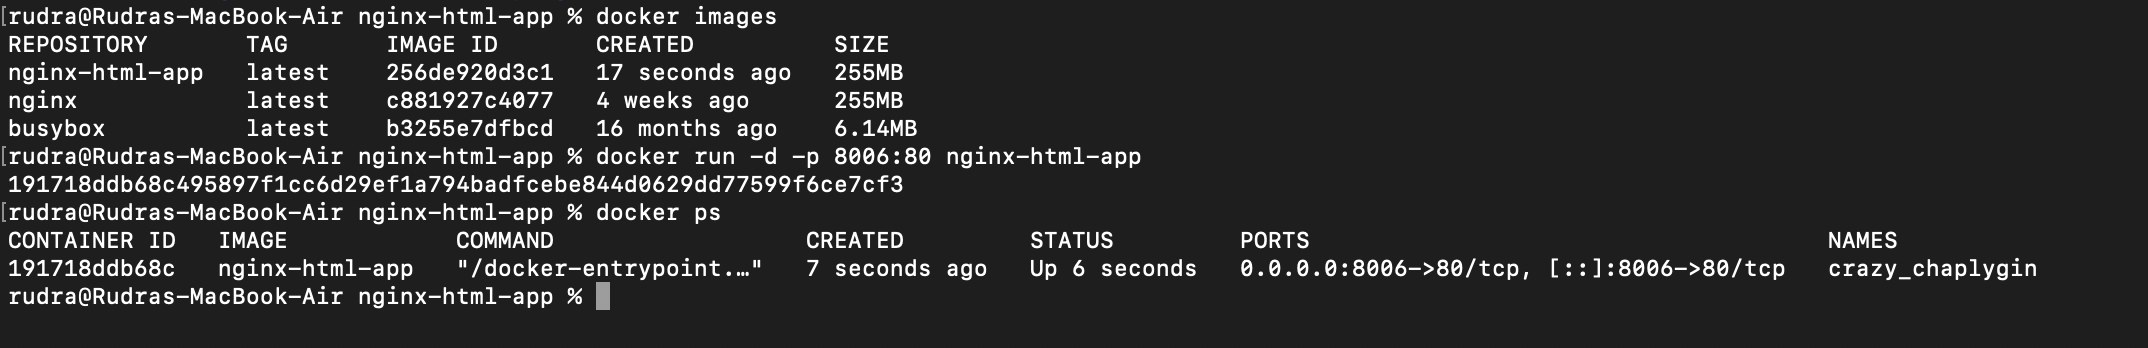 [rudra@Rudras-MacBook-Air nginx-html-app % docker images
REPOSITORY TAG IMAGE ID CREATED SIZE
nginx-html-app latest 256de920d3c1 17 seconds ago 255MB
nginx latest c881927c4077 4 weeks ago 255MB
busybox latest b3255e7dfbcd 16 months ago 6.14MB
[rudra@Rudras-MacBook-Air nginx-html-app % docker run -d -p 8006:80 nginx-html-app
191718ddb68c495897f1cc6d29ef1a794badfcebe844d0629dd77599f6ce7cf3
[rudra@Rudras-MacBook-Air nginx-html-app % docker ps
CONTAINER ID IMAGE COMMAND CREATED STATUS PORTS NAMES
191718ddb68c nginx-html-app "/docker-entrypoint.…" 7 seconds ago Up 6 seconds 0.0.0.0:8006->80/tcp, [::]:8006->80/tcp crazy_chaplygin
rudra@Rudras-MacBook-Air nginx-html-app %